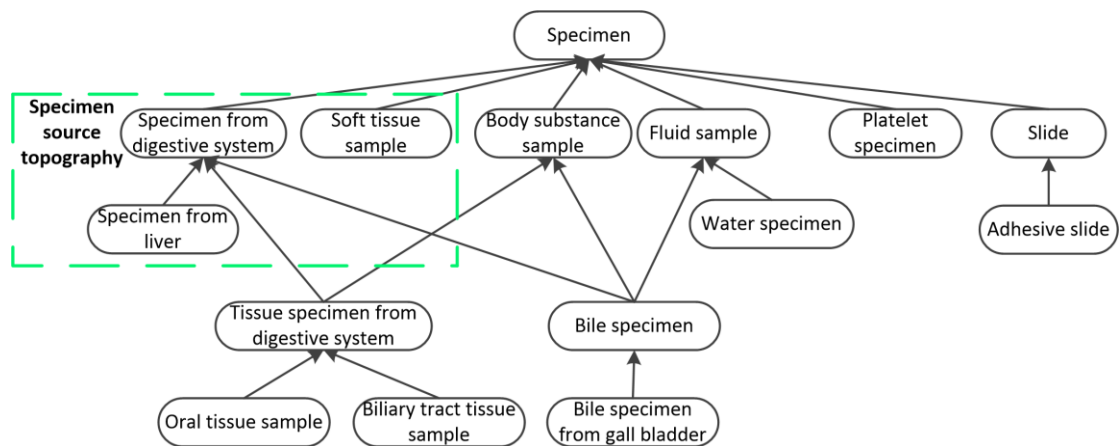 Specimen
Specimen
source
topography
Specimen from
digestive system
Soft tissue
sample
Body substance
sample
Fluid sample
Platelet
specimen
Slide
Specimen from
liver
Water specimen
Adhesive slide
Tissue specimen from
digestive system
Bile specimen
Oral tissue sample
Biliary tract tissue
sample
Bile specimen
from gall bladder